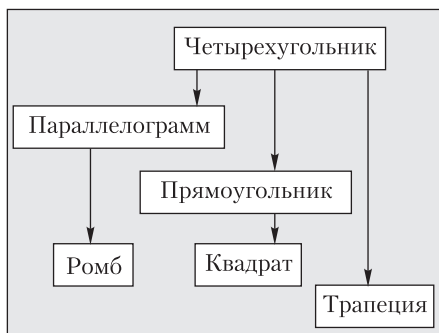 Четырехугольник
Параллелограмм
Прямоугольник
Ромб
Квадрат
Трапеция